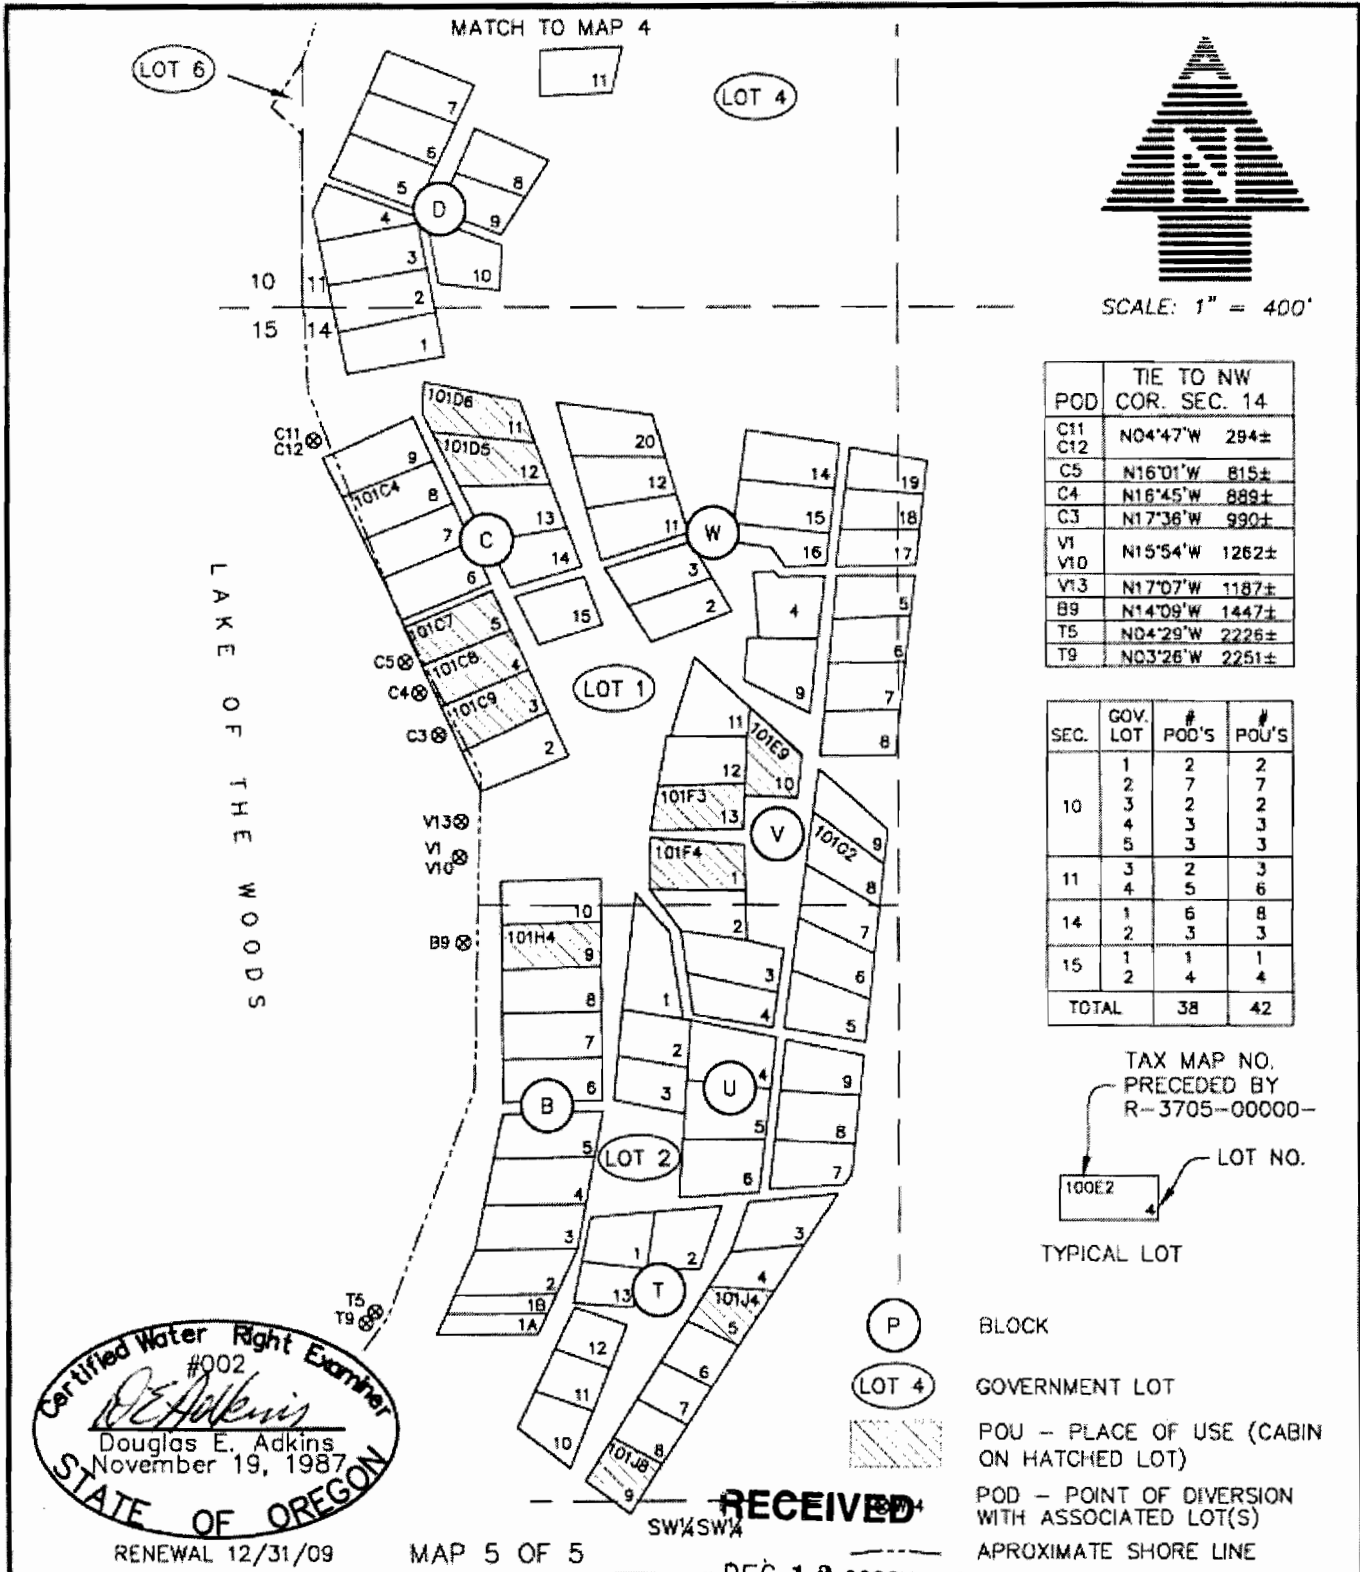 MATCH TO MAP 4
LOT 6
LOT 4
11
7
6
5
8
9
D
4
3
10
2
1
10 11
15 14
N
SCALE: 1" = 400'
POD TIE TO NW COR. SEC. 14
C11 C12 N04°47'W 294±
C5 N16°01'W 815±
C4 N16°45'W 889±
C3 N17°36'W 990±
V1 V10 N15°54'W 1262±
V13 N17°07'W 1187±
B9 N14°09'W 1447±
T5 N04°29'W 2226±
T9 N03°26'W 2251±
SEC. GOV. LOT # POD'S # POU'S
10 1 2 2
2 7 7
3 2 2
4 3 3
5 3 3
11 3 2 3
4 5 6
14 1 6 8
2 3 3
15 1 1 1
2 4 4
TOTAL 38 42
TAX MAP NO.
PRECEDED BY
R-3705-00000-
LOT NO.
100E2
4
TYPICAL LOT
C11
C12
101D6
11
101D5
12
13
14
15
9
101C4
8
7
6
C
101C7
5
101C8
4
101C9
3
2
C5
C4
C3
20
12
11
W
3
2
14
15
16
19
18
17
4
9
5
6
7
8
LOT 1
LAKE OF THE WOODS
11
12
101E9
10
101F3
13
V
101F4
1
2
3
4
9
101G2
8
7
6
5
V13
V1
V10
B9
10
101H4
9
8
7
6
B
5
4
3
2
1B
1A
1
2
3
U
4
5
6
9
8
7
LOT 2
1
2
13
T
12
11
10
3
4
101J4
5
6
7
8
101J8
9
T5
T9
P BLOCK
LOT 4 GOVERNMENT LOT
POU - PLACE OF USE (CABIN
ON HATCHED LOT)
POD - POINT OF DIVERSION
WITH ASSOCIATED LOT(S)
APROXIMATE SHORE LINE
Certified Water Right Examiner
#002
Douglas E. Adkins
November 19, 1987
STATE OF OREGON
RENEWAL 12/31/09
MAP 5 OF 5
SW¼SW¼
RECEIVED